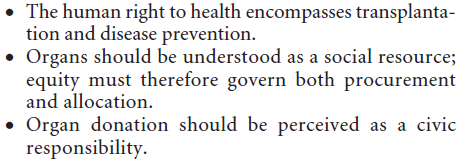 • The human right to health encompasses transplanta-
tion and disease prevention.
• Organs should be understood as a social resource;
equity must therefore govern both procurement
and allocation.
• Organ donation should be perceived as a civic
responsibility.